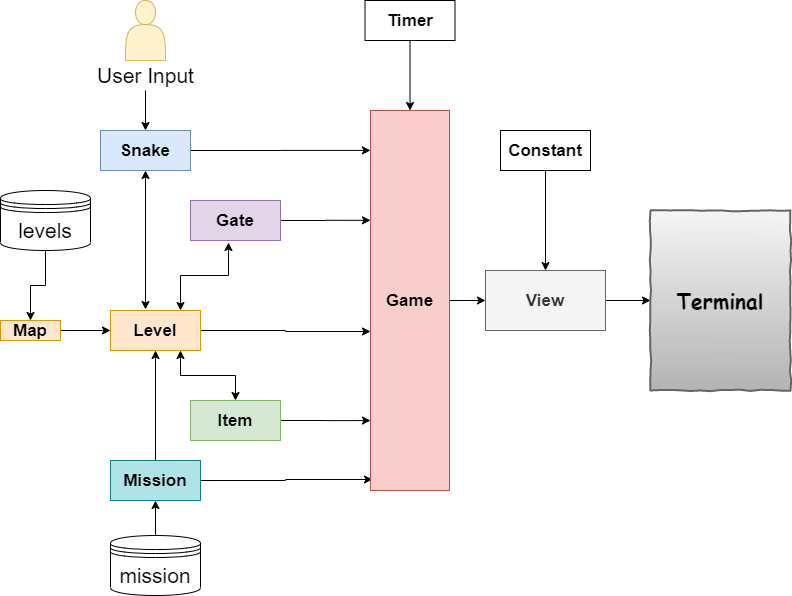 Timer
User Input
Snake
Constant
Gate
levels
Game
View
Terminal
Map
Level
Item
Mission
mission